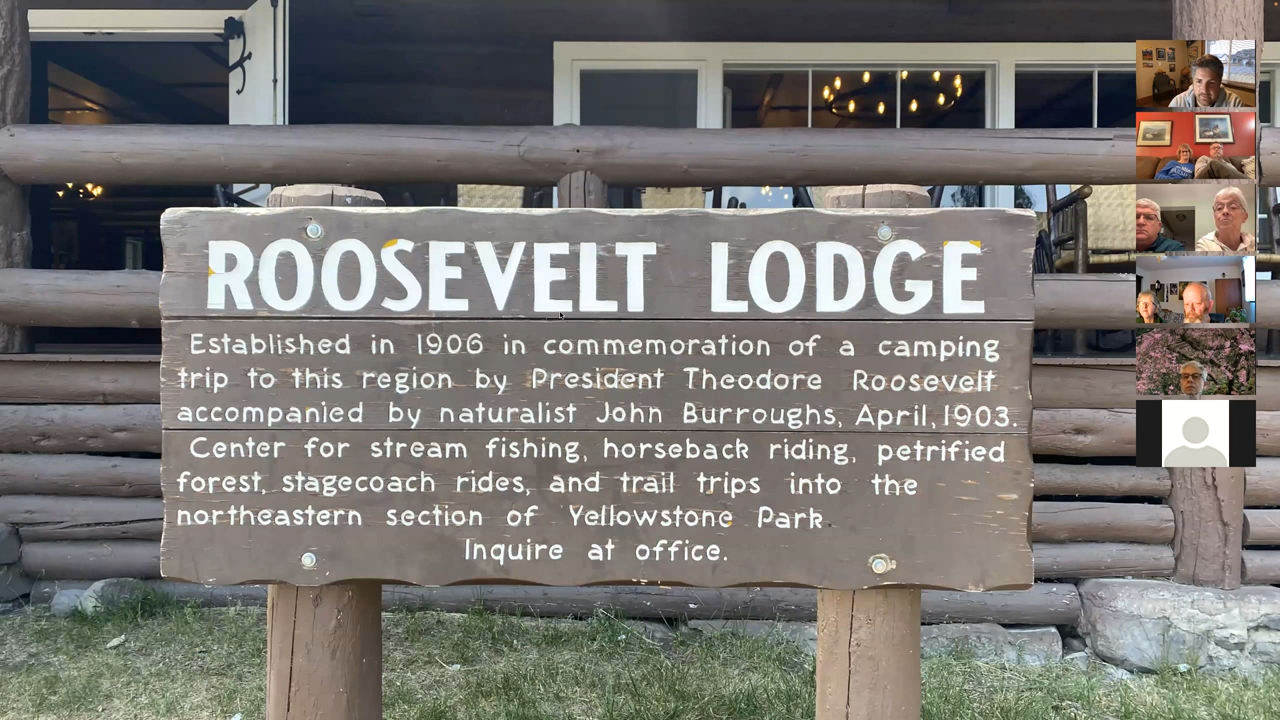 ROOSEVELT LODGE
Established in 1906 in commemoration of a camping
trip to this region by President Theodore Roosevelt
accompanied by naturalist John Burroughs, April, 1903.
Center for stream fishing, horseback riding, petrified
forest, stagecoach rides, and trail trips into the
northeastern section of Yellowstone Park
Inquire at office.